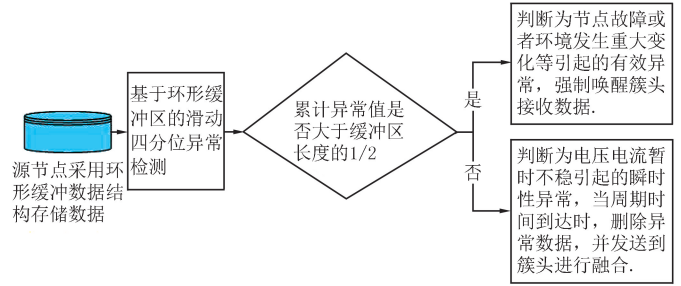 源节点采用环
形缓冲数据结
构存储数据
基于环形缓
冲区的滑动
四分位异常
检测
累计异常值是
否大于缓冲区
长度的1/2
是
否
判断为节点故障或
者环境发生重大变
化等引起的有效异
常，强制唤醒簇头
接收数据.
判断为电压电流暂
时不稳引起的瞬时
性异常，当周期时
间到达时，删除异
常数据，并发送到
簇头进行融合.